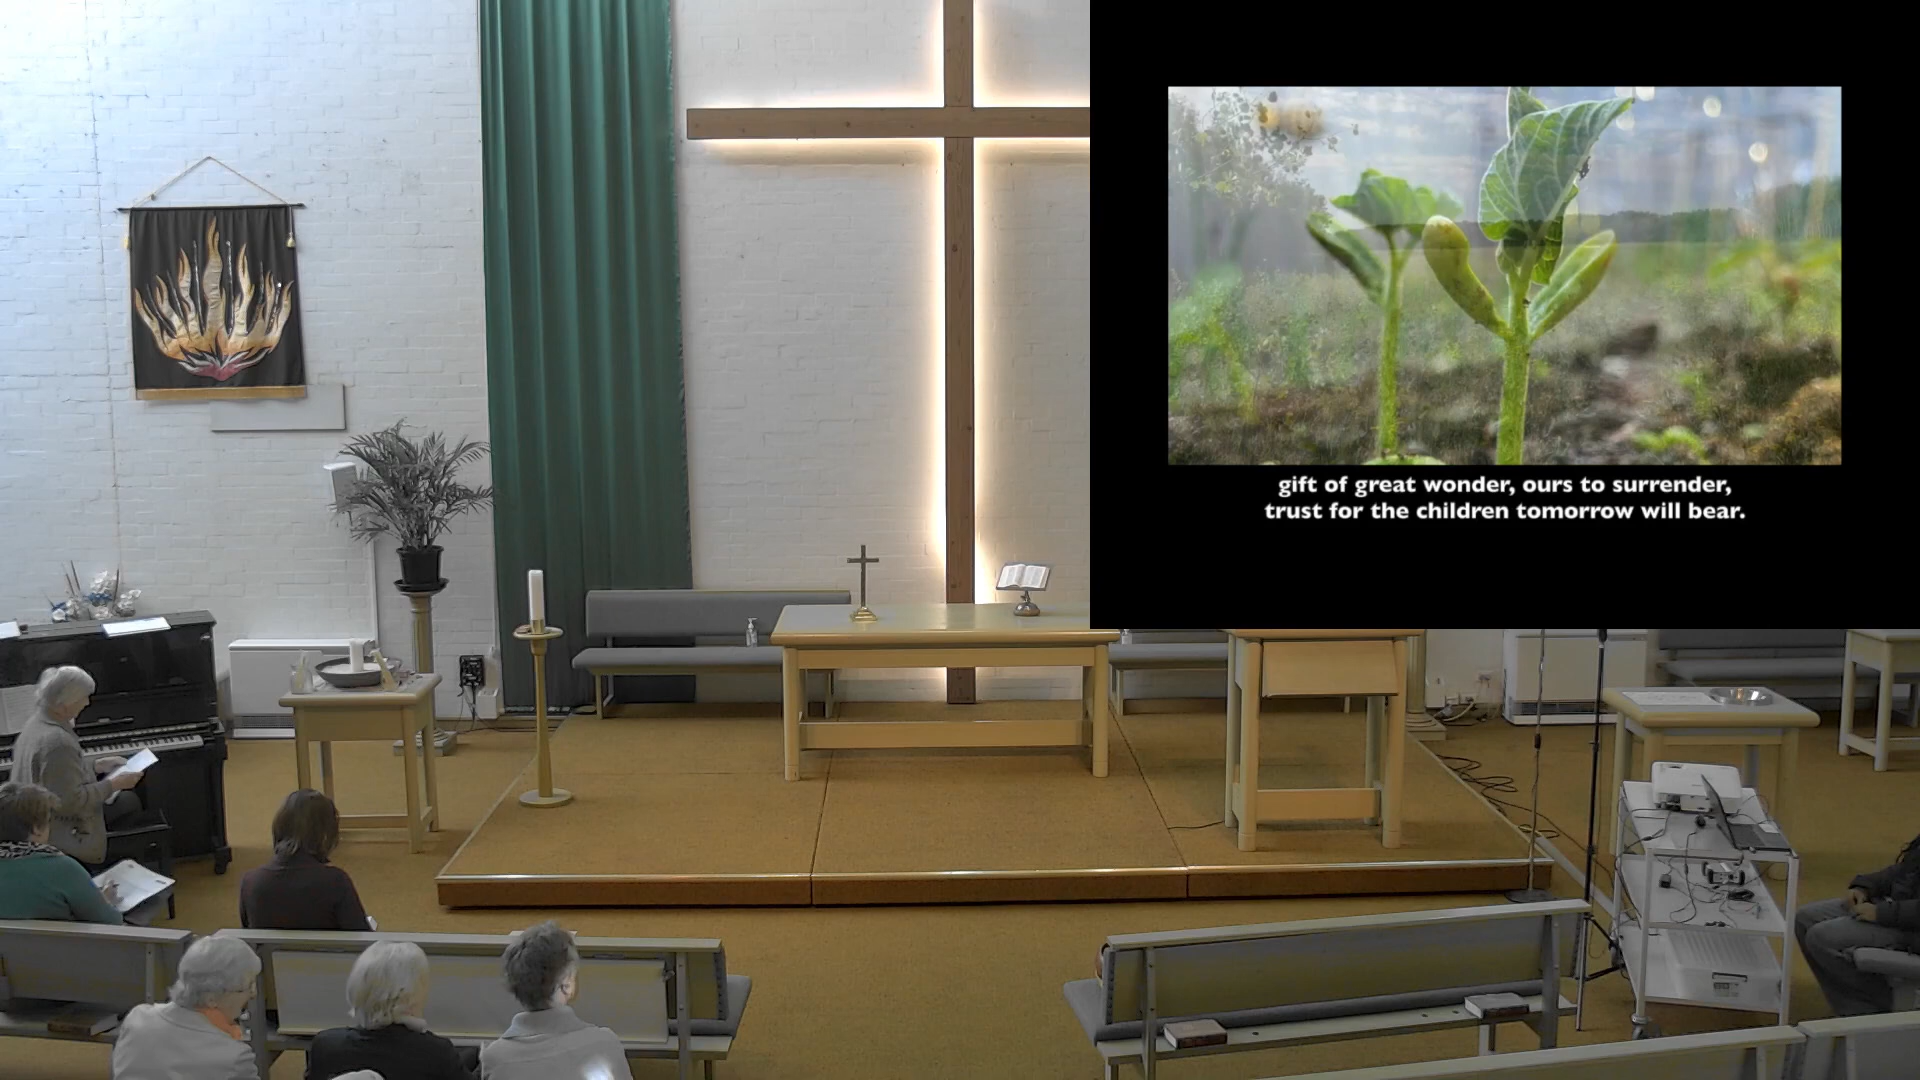 gift of great wonder, ours to surrender,
trust for the children tomorrow will bear.